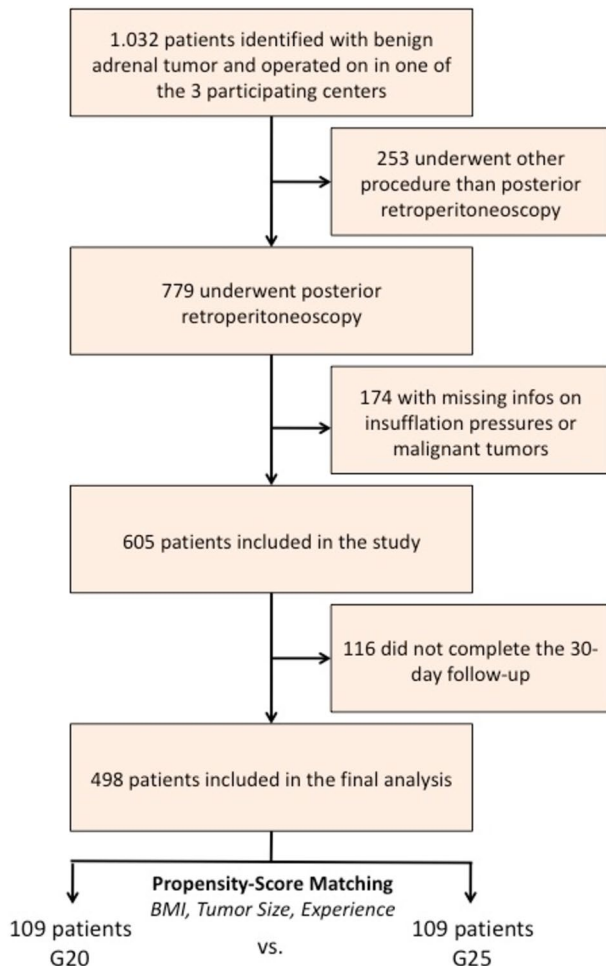 1.032 patients identified with benign
adrenal tumor and operated on in one of
the 3 participating centers
253 underwent other
procedure than posterior
retroperitoneoscopy
779 underwent posterior
retroperitoneoscopy
174 with missing infos on
insufflation pressures or
malignant tumors
605 patients included in the study
116 did not complete the 30-
day follow-up
498 patients included in the final analysis
Propensity-Score Matching
BMI, Tumor Size, Experience
109 patients
G20
vs.
109 patients
G25